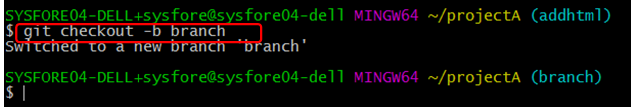 SYSFORE04-DELL+sysfore@sysfore04-dell MINGW64 ~/projectA (addhtml)
$ git checkout -b branch
Switched to a new branch 'branch'
SYSFORE04-DELL+sysfore@sysfore04-dell MINGW64 ~/projectA (branch)
$